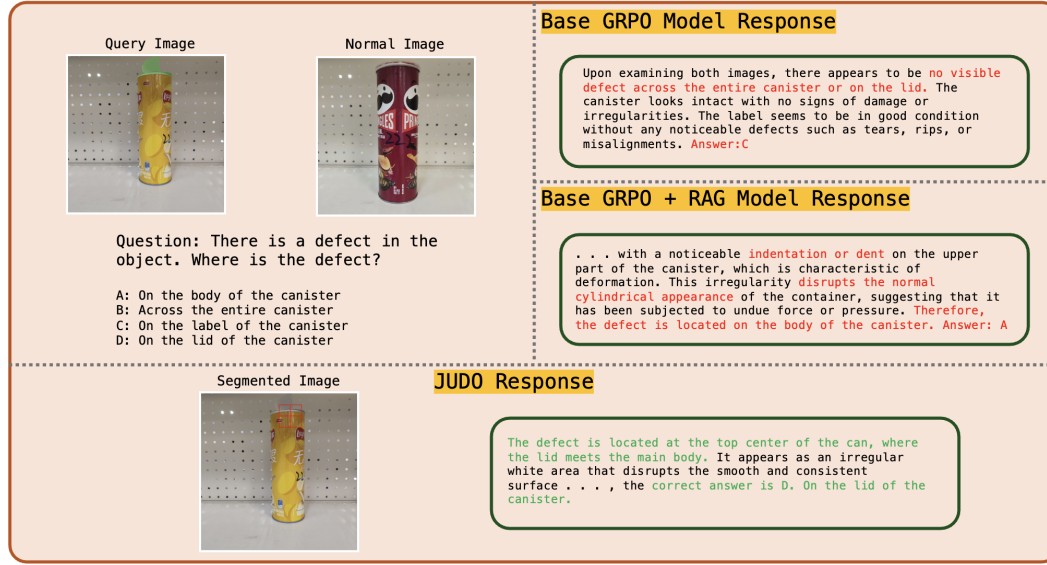 Query Image
Normal Image
Question: There is a defect in the
object. Where is the defect?
A: On the body of the canister
B: Across the entire canister
C: On the label of the canister
D: On the lid of the canister
Base GRPO Model Response
Upon examining both images, there appears to be no visible
defect across the entire canister or on the lid. The
canister looks intact with no signs of damage or
irregularities. The label seems to be in good condition
without any noticeable defects such as tears, rips, or
misalignments. Answer:C
Base GRPO + RAG Model Response
. . . with a noticeable indentation or dent on the upper
part of the canister, which is characteristic of
deformation. This irregularity disrupts the normal
cylindrical appearance of the container, suggesting that it
has been subjected to undue force or pressure. Therefore,
the defect is located on the body of the canister. Answer: A
Segmented Image
JUDO Response
The defect is located at the top center of the can, where
the lid meets the main body. It appears as an irregular
white area that disrupts the smooth and consistent
surface . . . , the correct answer is D. On the lid of the
canister.